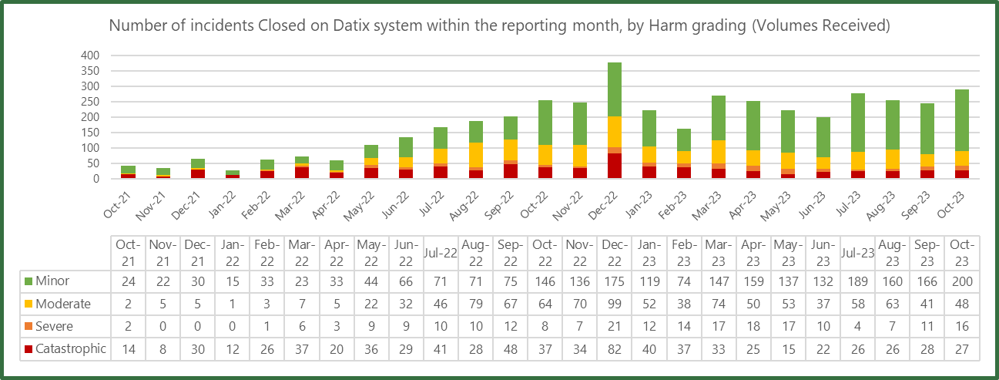 Number of incidents Closed on Datix system within the reporting month, by Harm grading (Volumes Received)
400
350
300
250
200
150
100
50
0
Oct-21 Nov-21 Dec-21 Jan-22 Feb-22 Mar-22 Apr-22 May-22 Jun-22 Jul-22 Aug-22 Sep-22 Oct-22 Nov-22 Dec-22 Jan-23 Feb-23 Mar-23 Apr-23 May-23 Jun-23 Jul-23 Aug-23 Sep-23 Oct-23
Oct- Nov- Dec- Jan- Feb- Mar- Apr- May- Jun- Jul-22 Aug- Sep- Oct- Nov- Dec- Jan- Feb- Mar- Apr- May- Jun- Jul-23 Aug- Sep- Oct-
21 21 21 22 22 22 22 22 22 22 22 22 22 22 23 23 23 23 23 23 23 23 23
Minor 24 22 30 15 33 23 33 44 66 71 71 75 146 136 175 119 74 147 159 137 132 189 160 166 200
Moderate 2 5 5 1 3 7 5 22 32 46 79 67 64 70 99 52 38 74 50 53 37 58 63 41 48
Severe 2 0 0 0 1 6 3 9 9 10 10 12 8 7 21 12 14 17 18 17 10 4 7 11 16
Catastrophic 14 8 30 12 26 37 20 36 29 41 28 48 37 34 82 40 37 33 25 15 22 26 26 28 27